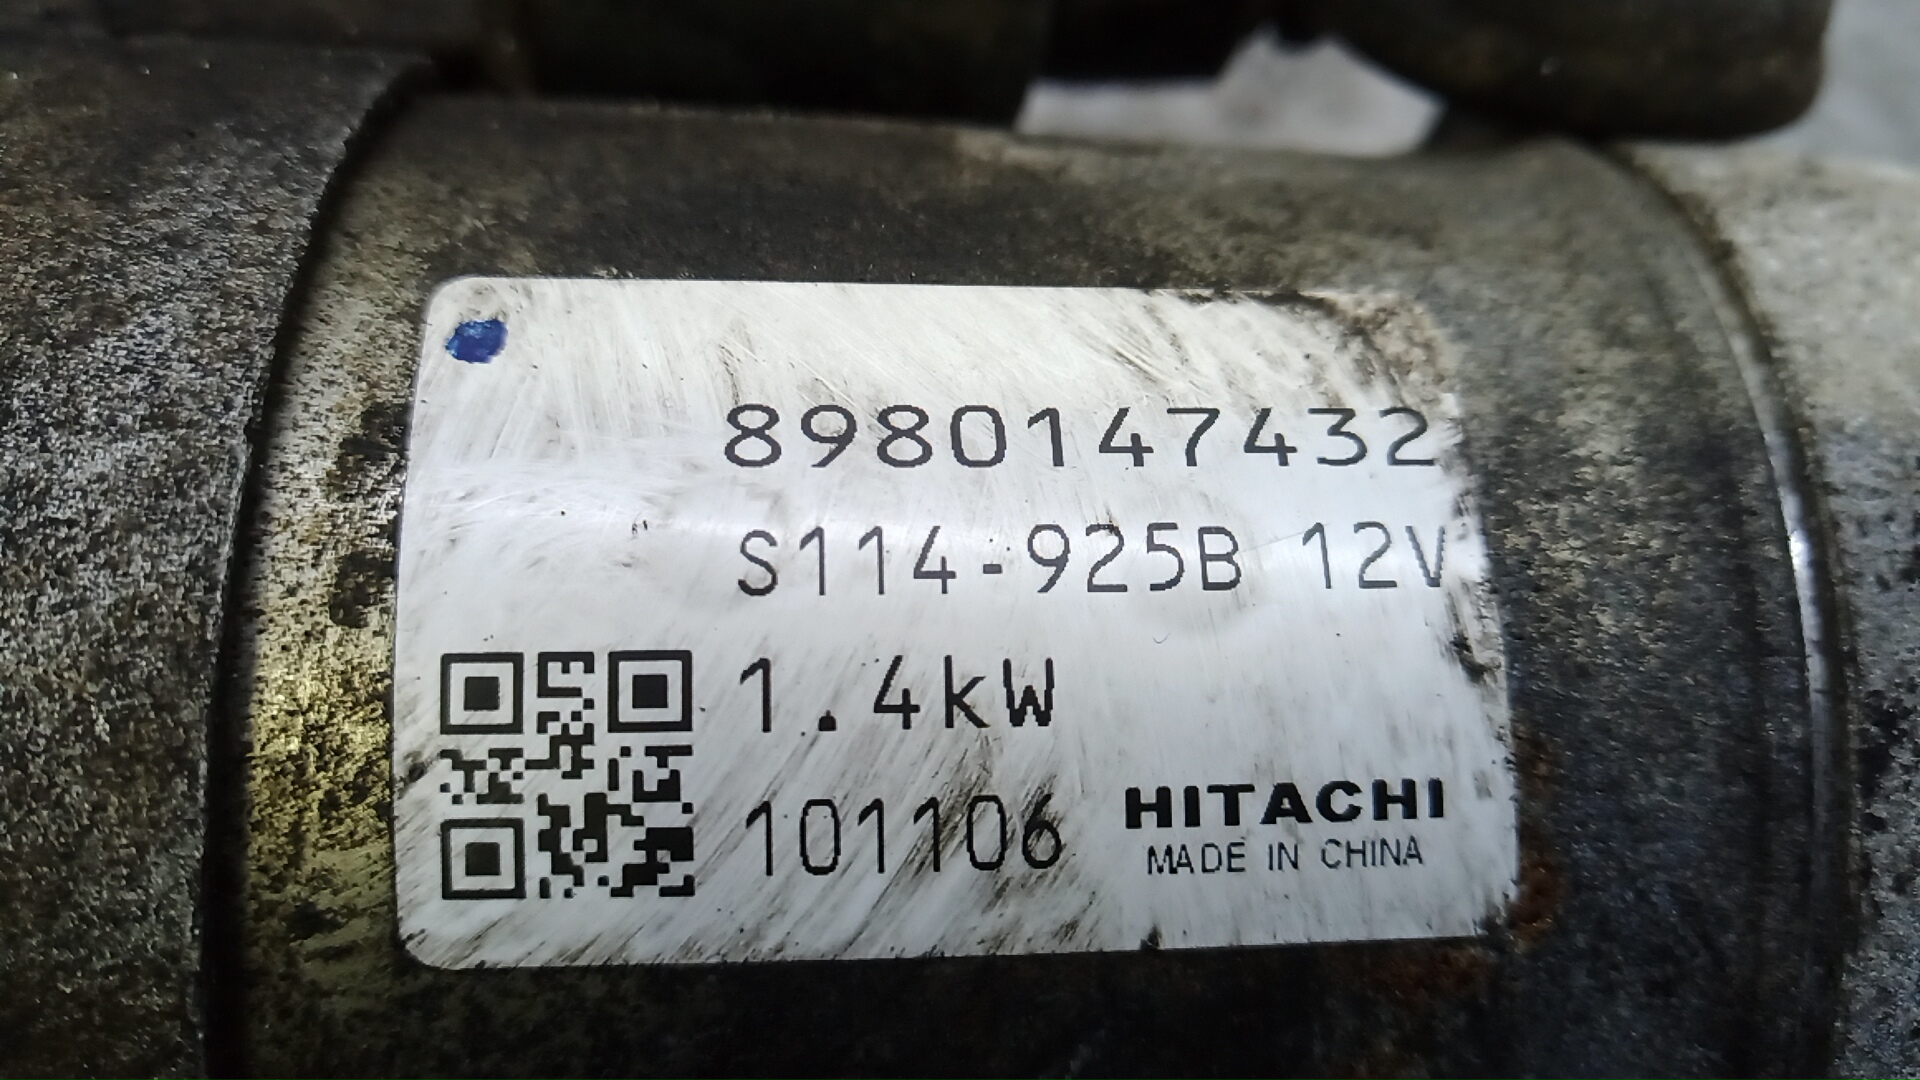 8980147432
S114-925B 12V
1.4kW
101106 HITACHI
MADE IN CHINA